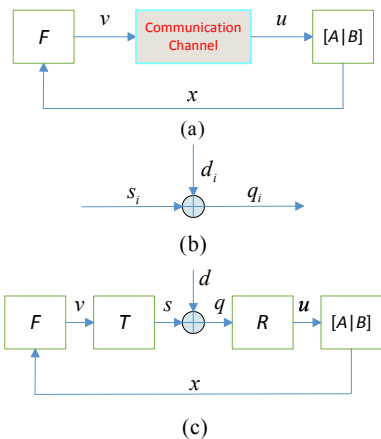 F
v
Communication
Channel
u
[A|B]
x
(a)
d_i
s_i
q_i
(b)
d
F
v
T
s
q
R
u
[A|B]
x
(c)